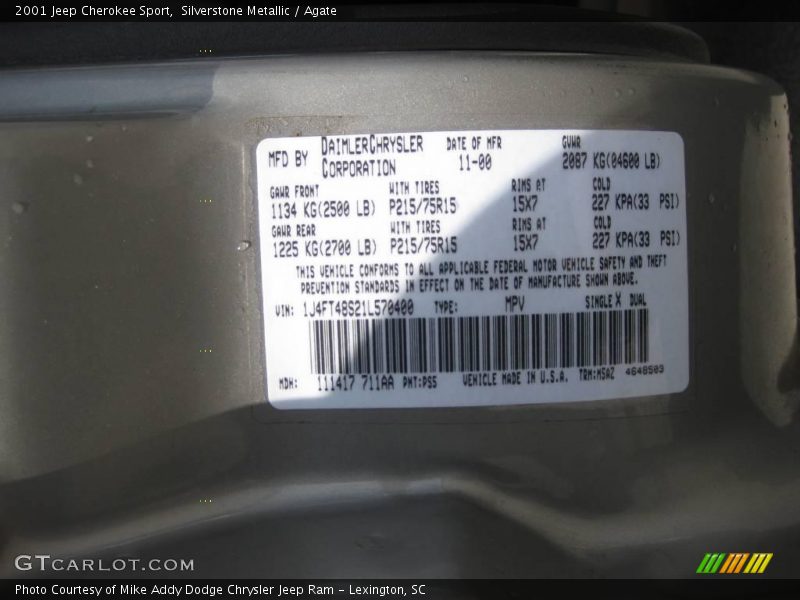 2001 Jeep Cherokee Sport,  Silverstone Metallic / Agate
MFD BY DAIMLERCHRYSLER CORPORATION DATE OF MFR 11-00 GVWR 2087 KG(04600 LB)
GAWR FRONT WITH TIRES RIMS AT COLD
1134 KG(2500 LB) P215/75R15 15X7 227 KPA(33 PSI)
GAWR REAR WITH TIRES RIMS AT COLD
1225 KG(2700 LB) P215/75R15 15X7 227 KPA(33 PSI)
THIS VEHICLE CONFORMS TO ALL APPLICABLE FEDERAL MOTOR VEHICLE SAFETY AND THEFT
PREVENTION STANDARDS IN EFFECT ON THE DATE OF MANUFACTURE SHOWN ABOVE.
VIN: 1J4FT48S21L570400 TYPE: MPV SINGLE X DUAL
MDH: 111417 711AA PNT:PS5 VEHICLE MADE IN U.S.A. TRM:MSAZ 4648503
GTCARLOT.COM
Photo Courtesy of Mike Addy Dodge Chrysler Jeep Ram – Lexington, SC